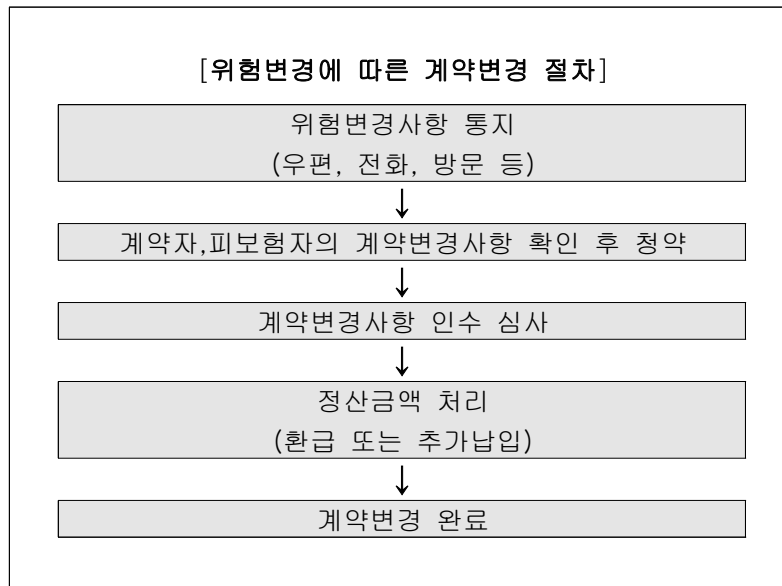 [위험변경에 따른 계약변경 절차]
위험변경사항 통지
(우편, 전화, 방문 등)
계약자,피보험자의 계약변경사항 확인 후 청약
계약변경사항 인수 심사
정산금액 처리
(환급 또는 추가납입)
계약변경 완료